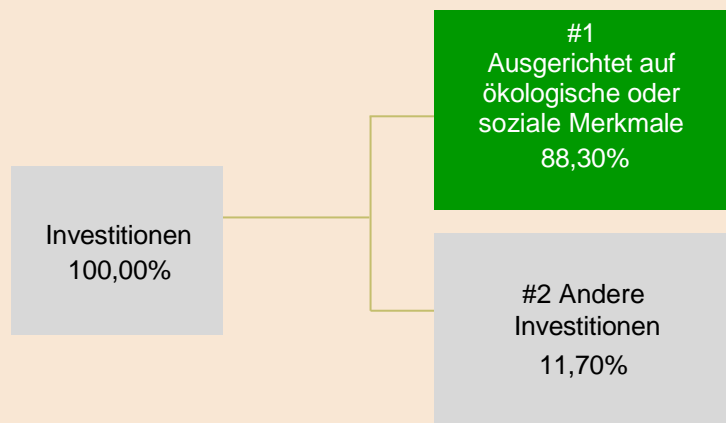 Investitionen
100,00%
#1
Ausgerichtet auf
ökologische oder
soziale Merkmale
88,30%
#2 Andere
Investitionen
11,70%